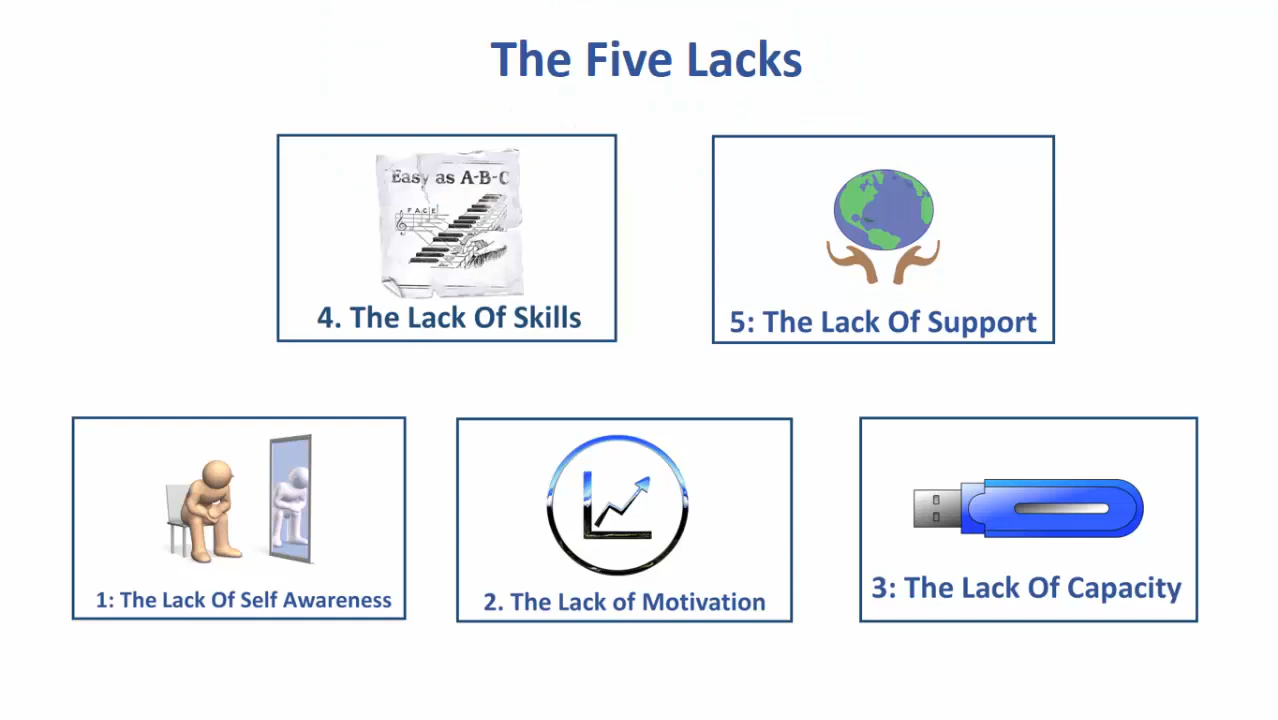 The Five Lacks
Easy as A-B-C
F A C E
4. The Lack Of Skills
5: The Lack Of Support
1: The Lack Of Self Awareness
2. The Lack of Motivation
3: The Lack Of Capacity